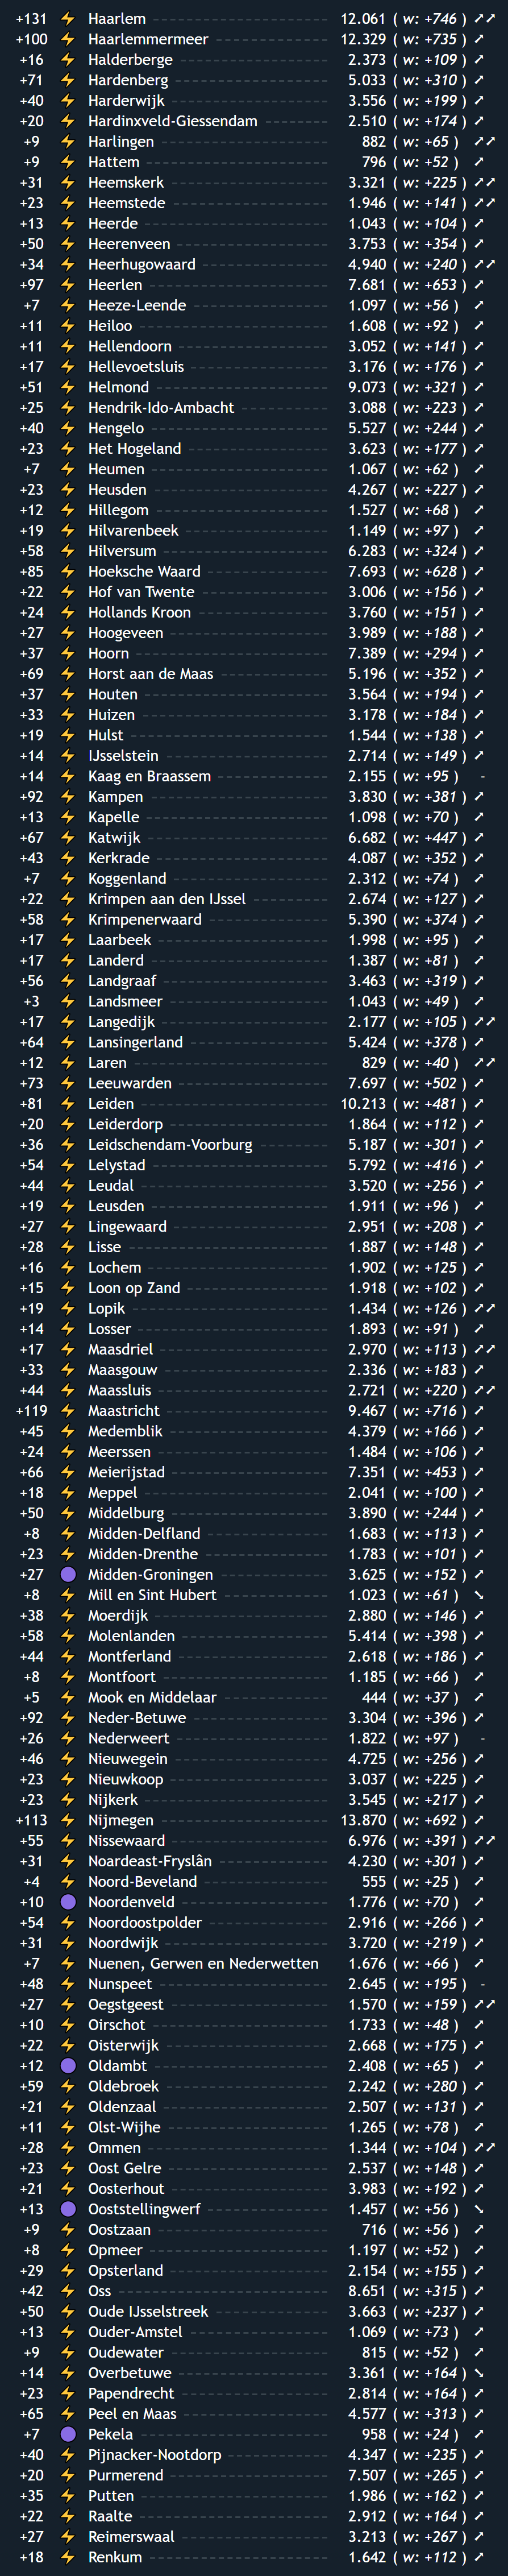 +131 ⚡ Haarlem 12.061 ( w: +746 ) ↗↗
+100 ⚡ Haarlemmermeer 12.329 ( w: +735 ) ↗
+16 ⚡ Halderberge 2.373 ( w: +109 ) ↗
+71 ⚡ Hardenberg 5.033 ( w: +310 ) ↗
+40 ⚡ Harderwijk 3.556 ( w: +199 ) ↗
+20 ⚡ Hardinxveld-Giessendam 2.510 ( w: +174 ) ↗
+9 ⚡ Harlingen 882 ( w: +65 ) ↗↗
+9 ⚡ Hattem 796 ( w: +52 ) ↗
+31 ⚡ Heemskerk 3.321 ( w: +225 ) ↗↗
+23 ⚡ Heemstede 1.946 ( w: +141 ) ↗↗
+13 ⚡ Heerde 1.043 ( w: +104 ) ↗
+50 ⚡ Heerenveen 3.753 ( w: +354 ) ↗
+34 ⚡ Heerhugowaard 4.940 ( w: +240 ) ↗↗
+97 ⚡ Heerlen 7.681 ( w: +653 ) ↗
+7 ⚡ Heeze-Leende 1.097 ( w: +56 ) ↗
+11 ⚡ Heiloo 1.608 ( w: +92 ) ↗
+11 ⚡ Hellendoorn 3.052 ( w: +141 ) ↗
+17 ⚡ Hellevoetsluis 3.176 ( w: +176 ) ↗
+51 ⚡ Helmond 9.073 ( w: +321 ) ↗
+25 ⚡ Hendrik-Ido-Ambacht 3.088 ( w: +223 ) ↗
+40 ⚡ Hengelo 5.527 ( w: +244 ) ↗
+23 ⚡ Het Hogeland 3.623 ( w: +177 ) ↗
+7 ⚡ Heumen 1.067 ( w: +62 ) ↗
+23 ⚡ Heusden 4.267 ( w: +227 ) ↗
+12 ⚡ Hillegom 1.527 ( w: +68 ) ↗
+19 ⚡ Hilvarenbeek 1.149 ( w: +97 ) ↗
+58 ⚡ Hilversum 6.283 ( w: +324 ) ↗
+85 ⚡ Hoeksche Waard 7.693 ( w: +628 ) ↗
+22 ⚡ Hof van Twente 3.006 ( w: +156 ) ↗
+24 ⚡ Hollands Kroon 3.760 ( w: +151 ) ↗
+27 ⚡ Hoogeveen 3.989 ( w: +188 ) ↗
+37 ⚡ Hoorn 7.389 ( w: +294 ) ↗
+69 ⚡ Horst aan de Maas 5.196 ( w: +352 ) ↗
+37 ⚡ Houten 3.564 ( w: +194 ) ↗
+33 ⚡ Huizen 3.178 ( w: +184 ) ↗
+19 ⚡ Hulst 1.544 ( w: +138 ) ↗
+14 ⚡ IJsselstein 2.714 ( w: +149 ) ↗
+14 ⚡ Kaag en Braassem 2.155 ( w: +95 ) -
+92 ⚡ Kampen 3.830 ( w: +381 ) ↗
+13 ⚡ Kapelle 1.098 ( w: +70 ) ↗
+67 ⚡ Katwijk 6.682 ( w: +447 ) ↗
+43 ⚡ Kerkrade 4.087 ( w: +352 ) ↗
+7 ⚡ Koggenland 2.312 ( w: +74 ) ↗
+22 ⚡ Krimpen aan den IJssel 2.674 ( w: +127 ) ↗
+58 ⚡ Krimpenerwaard 5.390 ( w: +374 ) ↗
+17 ⚡ Laarbeek 1.998 ( w: +95 ) ↗
+17 ⚡ Landerd 1.387 ( w: +81 ) ↗
+56 ⚡ Landgraaf 3.463 ( w: +319 ) ↗
+3 ⚡ Landsmeer 1.043 ( w: +49 ) ↗
+17 ⚡ Langedijk 2.177 ( w: +105 ) ↗↗
+64 ⚡ Lansingerland 5.424 ( w: +378 ) ↗
+12 ⚡ Laren 829 ( w: +40 ) ↗↗
+73 ⚡ Leeuwarden 7.697 ( w: +502 ) ↗
+81 ⚡ Leiden 10.213 ( w: +481 ) ↗
+20 ⚡ Leiderdorp 1.864 ( w: +112 ) ↗
+36 ⚡ Leidschendam-Voorburg 5.187 ( w: +301 ) ↗
+54 ⚡ Lelystad 5.792 ( w: +416 ) ↗
+44 ⚡ Leudal 3.520 ( w: +256 ) ↗
+19 ⚡ Leusden 1.911 ( w: +96 ) ↗
+27 ⚡ Lingewaard 2.951 ( w: +208 ) ↗
+28 ⚡ Lisse 1.887 ( w: +148 ) ↗
+16 ⚡ Lochem 1.902 ( w: +125 ) ↗
+15 ⚡ Loon op Zand 1.918 ( w: +102 ) ↗
+19 ⚡ Lopik 1.434 ( w: +126 ) ↗↗
+14 ⚡ Losser 1.893 ( w: +91 ) ↗
+17 ⚡ Maasdriel 2.970 ( w: +113 ) ↗↗
+33 ⚡ Maasgouw 2.336 ( w: +183 ) ↗
+44 ⚡ Maassluis 2.721 ( w: +220 ) ↗↗
+119 ⚡ Maastricht 9.467 ( w: +716 ) ↗
+45 ⚡ Medemblik 4.379 ( w: +166 ) ↗
+24 ⚡ Meerssen 1.484 ( w: +106 ) ↗
+66 ⚡ Meierijstad 7.351 ( w: +453 ) ↗
+18 ⚡ Meppel 2.041 ( w: +100 ) ↗
+50 ⚡ Middelburg 3.890 ( w: +244 ) ↗
+8 ⚡ Midden-Delfland 1.683 ( w: +113 ) ↗
+23 ⚡ Midden-Drenthe 1.783 ( w: +101 ) ↗
+27 🟣 Midden-Groningen 3.625 ( w: +152 ) ↗
+8 ⚡ Mill en Sint Hubert 1.023 ( w: +61 ) ↘
+38 ⚡ Moerdijk 2.880 ( w: +146 ) ↗
+58 ⚡ Molenlanden 5.414 ( w: +398 ) ↗
+44 ⚡ Montferland 2.618 ( w: +186 ) ↗
+8 ⚡ Montfoort 1.185 ( w: +66 ) ↗
+5 ⚡ Mook en Middelaar 444 ( w: +37 ) ↗
+92 ⚡ Neder-Betuwe 3.304 ( w: +396 ) ↗
+26 ⚡ Nederweert 1.822 ( w: +97 ) -
+46 ⚡ Nieuwegein 4.725 ( w: +256 ) ↗
+23 ⚡ Nieuwkoop 3.037 ( w: +225 ) ↗
+23 ⚡ Nijkerk 3.545 ( w: +217 ) ↗
+113 ⚡ Nijmegen 13.870 ( w: +692 ) ↗
+55 ⚡ Nissewaard 6.976 ( w: +391 ) ↗↗
+31 ⚡ Noardeast-Fryslân 4.230 ( w: +301 ) ↗
+4 ⚡ Noord-Beveland 555 ( w: +25 ) ↗
+10 🟣 Noordenveld 1.776 ( w: +70 ) ↗
+54 ⚡ Noordoostpolder 2.916 ( w: +266 ) ↗
+31 ⚡ Noordwijk 3.720 ( w: +219 ) ↗
+7 ⚡ Nuenen, Gerwen en Nederwetten 1.676 ( w: +66 ) ↗
+48 ⚡ Nunspeet 2.645 ( w: +195 ) -
+27 ⚡ Oegstgeest 1.570 ( w: +159 ) ↗↗
+10 ⚡ Oirschot 1.733 ( w: +48 ) ↗
+22 ⚡ Oisterwijk 2.668 ( w: +175 ) ↗
+12 🟣 Oldambt 2.408 ( w: +65 ) ↗
+59 ⚡ Oldebroek 2.242 ( w: +280 ) ↗
+21 ⚡ Oldenzaal 2.507 ( w: +131 ) ↗
+11 ⚡ Olst-Wijhe 1.265 ( w: +78 ) ↗
+28 ⚡ Ommen 1.344 ( w: +104 ) ↗↗
+23 ⚡ Oost Gelre 2.537 ( w: +148 ) ↗
+21 ⚡ Oosterhout 3.983 ( w: +192 ) ↗
+13 🟣 Ooststellingwerf 1.457 ( w: +56 ) ↘
+9 ⚡ Oostzaan 716 ( w: +56 ) ↗
+8 ⚡ Opmeer 1.197 ( w: +52 ) ↗
+29 ⚡ Opsterland 2.154 ( w: +155 ) ↗
+42 ⚡ Oss 8.651 ( w: +315 ) ↗
+50 ⚡ Oude IJsselstreek 3.663 ( w: +237 ) ↗
+13 ⚡ Ouder-Amstel 1.069 ( w: +73 ) ↗
+9 ⚡ Oudewater 815 ( w: +52 ) ↗
+14 ⚡ Overbetuwe 3.361 ( w: +164 ) ↘
+23 ⚡ Papendrecht 2.814 ( w: +164 ) ↗
+65 ⚡ Peel en Maas 4.577 ( w: +313 ) ↗
+7 🟣 Pekela 958 ( w: +24 ) ↗
+40 ⚡ Pijnacker-Nootdorp 4.347 ( w: +235 ) ↗
+20 ⚡ Purmerend 7.507 ( w: +265 ) ↗
+35 ⚡ Putten 1.986 ( w: +162 ) ↗
+22 ⚡ Raalte 2.912 ( w: +164 ) ↗
+27 ⚡ Reimerswaal 3.213 ( w: +267 ) ↗
+18 ⚡ Renkum 1.642 ( w: +112 ) ↗